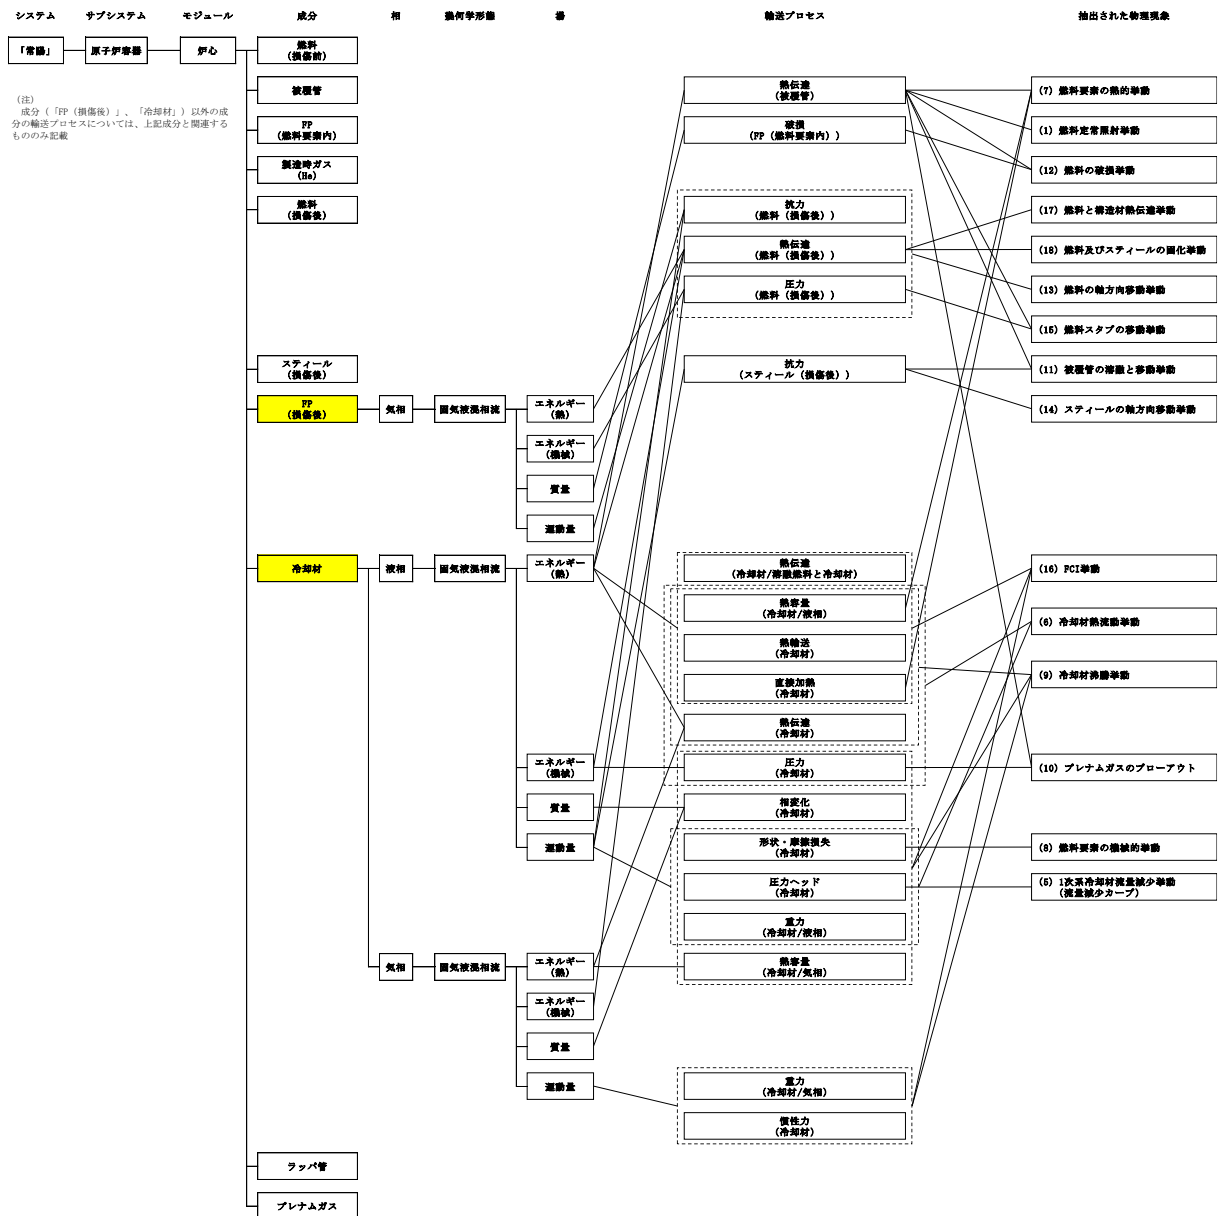 システム
サブシステム
モジュール
成分
相
幾何学形態
場
輸送プロセス
抽出された物理現象
「常陽」
原子炉容器
炉心
燃料
(損傷前)
(注)
成分(「FP(損傷後)」、「冷却材」)以外の成
分の輸送プロセスについては、上記成分と関連する
もののみ記載
被覆管
FP
(燃料要素内)
製造時ガス
(He)
燃料
(損傷後)
スティール
(損傷後)
FP
(損傷後)
気相
固気液混相流
エネルギー
(熱)
エネルギー
(機械)
質量
運動量
冷却材
液相
固気液混相流
エネルギー
(熱)
エネルギー
(機械)
質量
運動量
気相
固気液混相流
エネルギー
(熱)
エネルギー
(機械)
質量
運動量
ラッパ管
プレナムガス
熱伝達
(被覆管)
破損
(FP(燃料要素内))
抗力
(燃料(損傷後))
熱伝達
(燃料(損傷後))
圧力
(燃料(損傷後))
抗力
(スティール(損傷後))
熱伝達
(冷却材/溶融燃料と冷却材)
熱容量
(冷却材/液相)
熱輸送
(冷却材)
直接加熱
(冷却材)
熱伝達
(冷却材)
圧力
(冷却材)
相変化
(冷却材)
形状・摩擦損失
(冷却材)
圧力ヘッド
(冷却材)
重力
(冷却材/液相)
熱容量
(冷却材/気相)
重力
(冷却材/気相)
慣性力
(冷却材)
(7) 燃料要素の熱的挙動
(1) 燃料定常照射挙動
(12) 燃料の破損挙動
(17) 燃料と構造材熱伝達挙動
(18) 燃料及びスティールの固化挙動
(13) 燃料の軸方向移動挙動
(15) 燃料スタブの移動挙動
(11) 被覆管の溶融と移動挙動
(14) スティールの軸方向移動挙動
(16) FCI挙動
(6) 冷却材熱流動挙動
(9) 冷却材沸騰挙動
(10) プレナムガスのブローアウト
(8) 燃料要素の機械的挙動
(5) 1次系冷却材流量減少挙動
(流量減少カーブ)